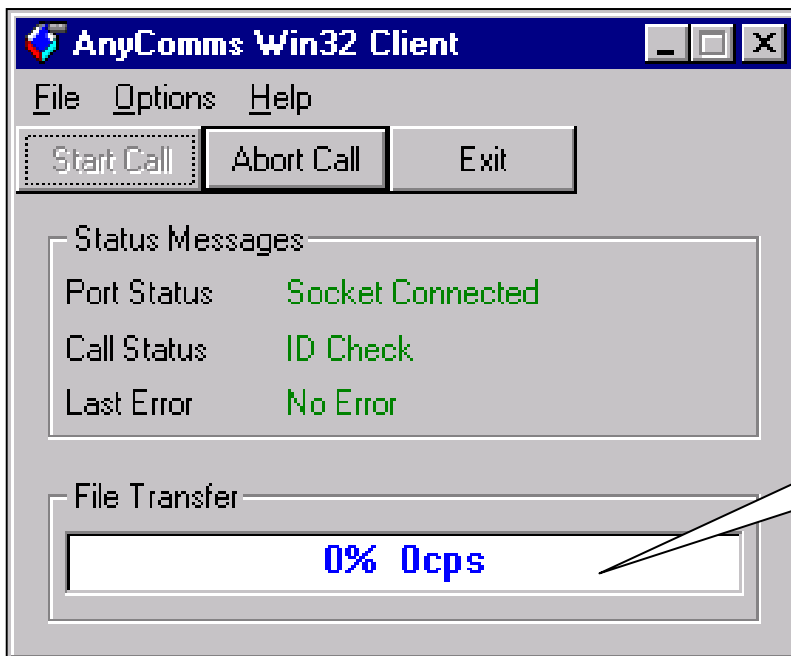 AnyComms Win32 Client
File Options Help
Start Call Abort Call Exit
Status Messages
Port Status Socket Connected
Call Status ID Check
Last Error No Error
File Transfer
0% 0cps